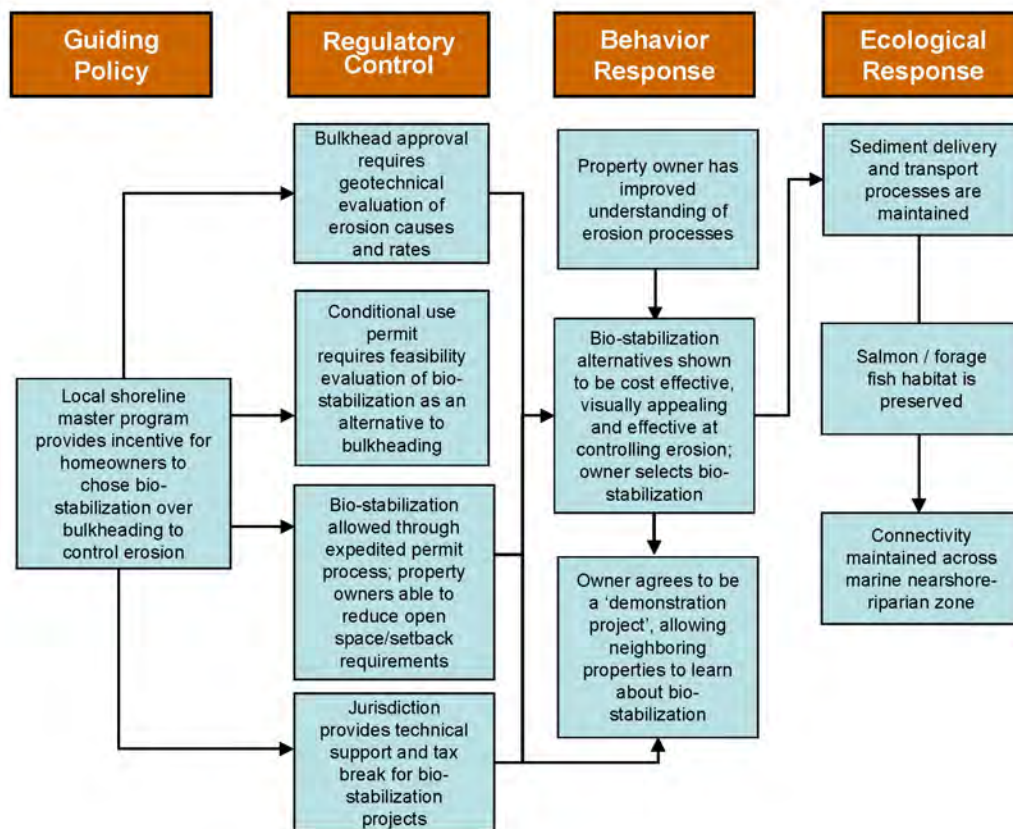 Guiding
Policy
Regulatory
Control
Behavior
Response
Ecological
Response
Local shoreline
master program
provides incentive for
homeowners to
chose bio-
stabilization over
bulkheading to
control erosion
Bulkhead approval
requires
geotechnical
evaluation of
erosion causes
and rates
Conditional use
permit
requires feasibility
evaluation of bio-
stabilization as an
alternative to
bulkheading
Bio-stabilization
allowed through
expedited permit
process; property
owners able to
reduce open
space/setback
requirements
Jurisdiction
provides technical
support and tax
break for bio-
stabilization
projects
Property owner has
improved
understanding of
erosion processes
Bio-stabilization
alternatives shown
to be cost effective,
visually appealing
and effective at
controlling erosion;
owner selects bio-
stabilization
Owner agrees to be
a ‘demonstration
project’, allowing
neighboring
properties to learn
about bio-
stabilization
Sediment delivery
and transport
processes are
maintained
Salmon / forage
fish habitat is
preserved
Connectivity
maintained across
marine nearshore-
riparian zone